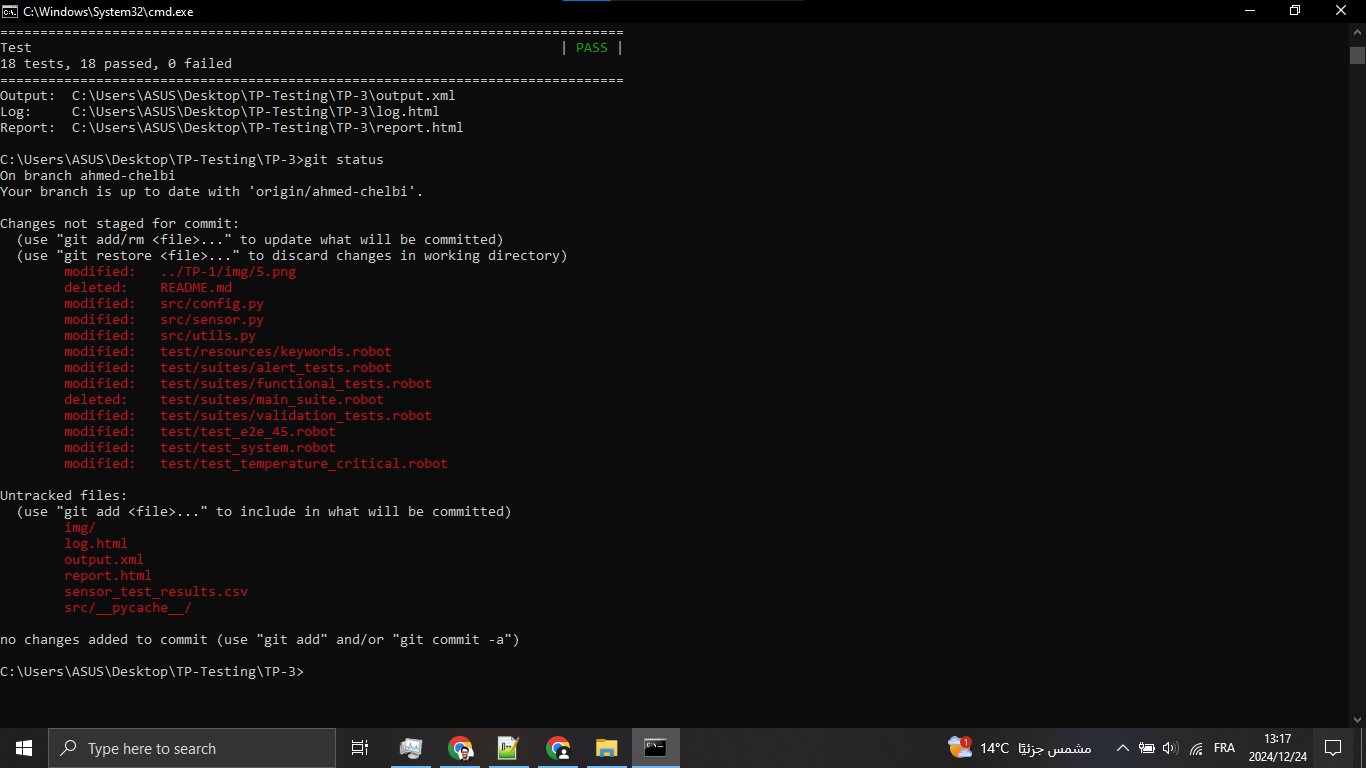 C:\Windows\System32\cmd.exe
==============================================================================
Test | PASS |
18 tests, 18 passed, 0 failed
==============================================================================
Output:  C:\Users\ASUS\Desktop\TP-Testing\TP-3\output.xml
Log:     C:\Users\ASUS\Desktop\TP-Testing\TP-3\log.html
Report:  C:\Users\ASUS\Desktop\TP-Testing\TP-3\report.html
C:\Users\ASUS\Desktop\TP-Testing\TP-3>git status
On branch ahmed-chelbi
Your branch is up to date with 'origin/ahmed-chelbi'.
Changes not staged for commit:
  (use "git add/rm <file>..." to update what will be committed)
  (use "git restore <file>..." to discard changes in working directory)
        modified:   ../TP-1/img/5.png
        deleted:    README.md
        modified:   src/config.py
        modified:   src/sensor.py
        modified:   src/utils.py
        modified:   test/resources/keywords.robot
        modified:   test/suites/alert_tests.robot
        modified:   test/suites/functional_tests.robot
        deleted:    test/suites/main_suite.robot
        modified:   test/suites/validation_tests.robot
        modified:   test/test_e2e_45.robot
        modified:   test/test_system.robot
        modified:   test/test_temperature_critical.robot
Untracked files:
  (use "git add <file>..." to include in what will be committed)
        img/
        log.html
        output.xml
        report.html
        sensor_test_results.csv
        src/__pycache__/
no changes added to commit (use "git add" and/or "git commit -a")
C:\Users\ASUS\Desktop\TP-Testing\TP-3>
Type here to search
1
14°C مشمس جزئيًا
FRA
13:17
2024/12/24